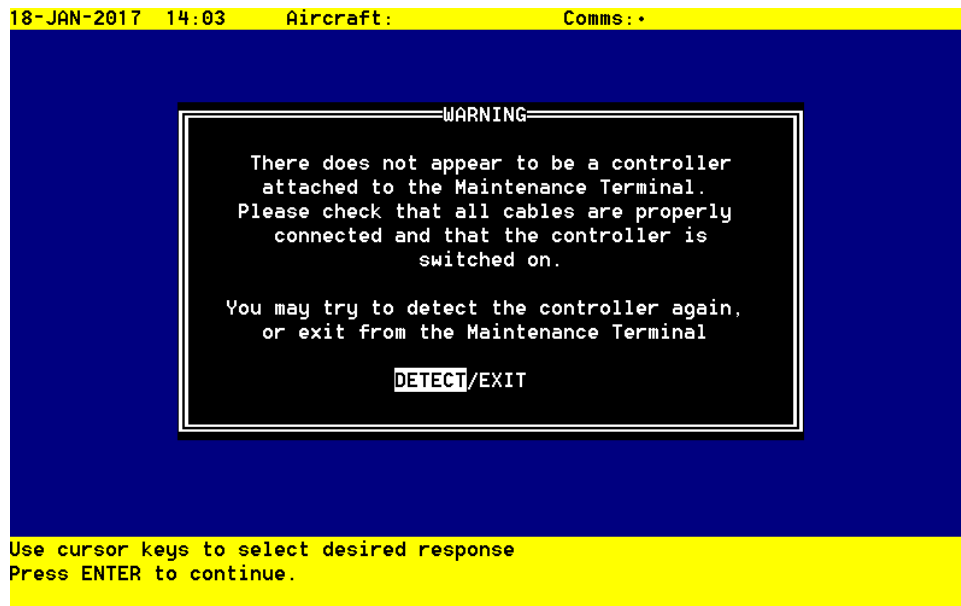 18-JAN-2017 14:03 Aircraft: Comms:•
WARNING
There does not appear to be a controller
attached to the Maintenance Terminal.
Please check that all cables are properly
connected and that the controller is
switched on.
You may try to detect the controller again,
or exit from the Maintenance Terminal
DETECT/EXIT
Use cursor keys to select desired response
Press ENTER to continue.